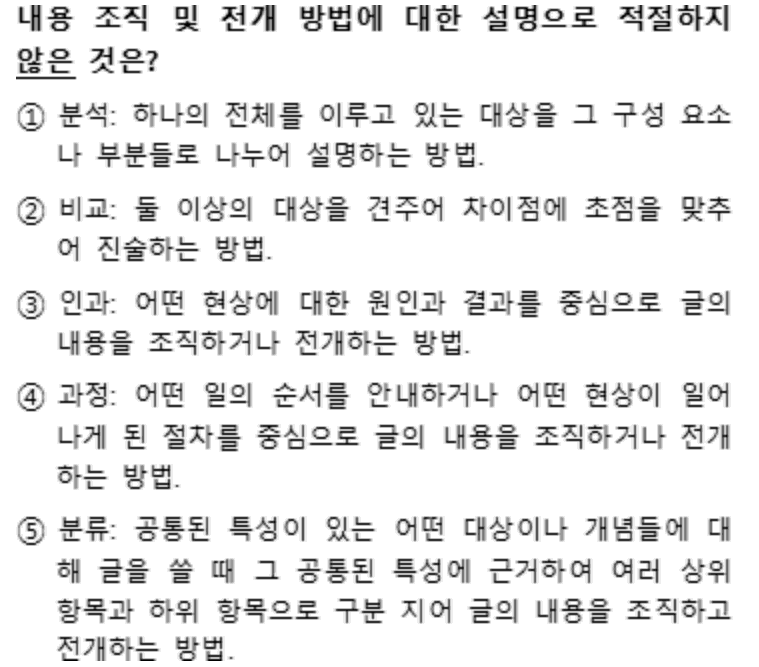 내용 조직 및 전개 방법에 대한 설명으로 적절하지
않은 것은?
① 분석: 하나의 전체를 이루고 있는 대상을 그 구성 요소
나 부분들로 나누어 설명하는 방법.
② 비교: 둘 이상의 대상을 견주어 차이점에 초점을 맞추
어 진술하는 방법.
③ 인과: 어떤 현상에 대한 원인과 결과를 중심으로 글의
내용을 조직하거나 전개하는 방법.
④ 과정: 어떤 일의 순서를 안내하거나 어떤 현상이 일어
나게 된 절차를 중심으로 글의 내용을 조직하거나 전개
하는 방법.
⑤ 분류: 공통된 특성이 있는 어떤 대상이나 개념들에 대
해 글을 쓸 때 그 공통된 특성에 근거하여 여러 상위
항목과 하위 항목으로 구분 지어 글의 내용을 조직하고
전개하는 방법.